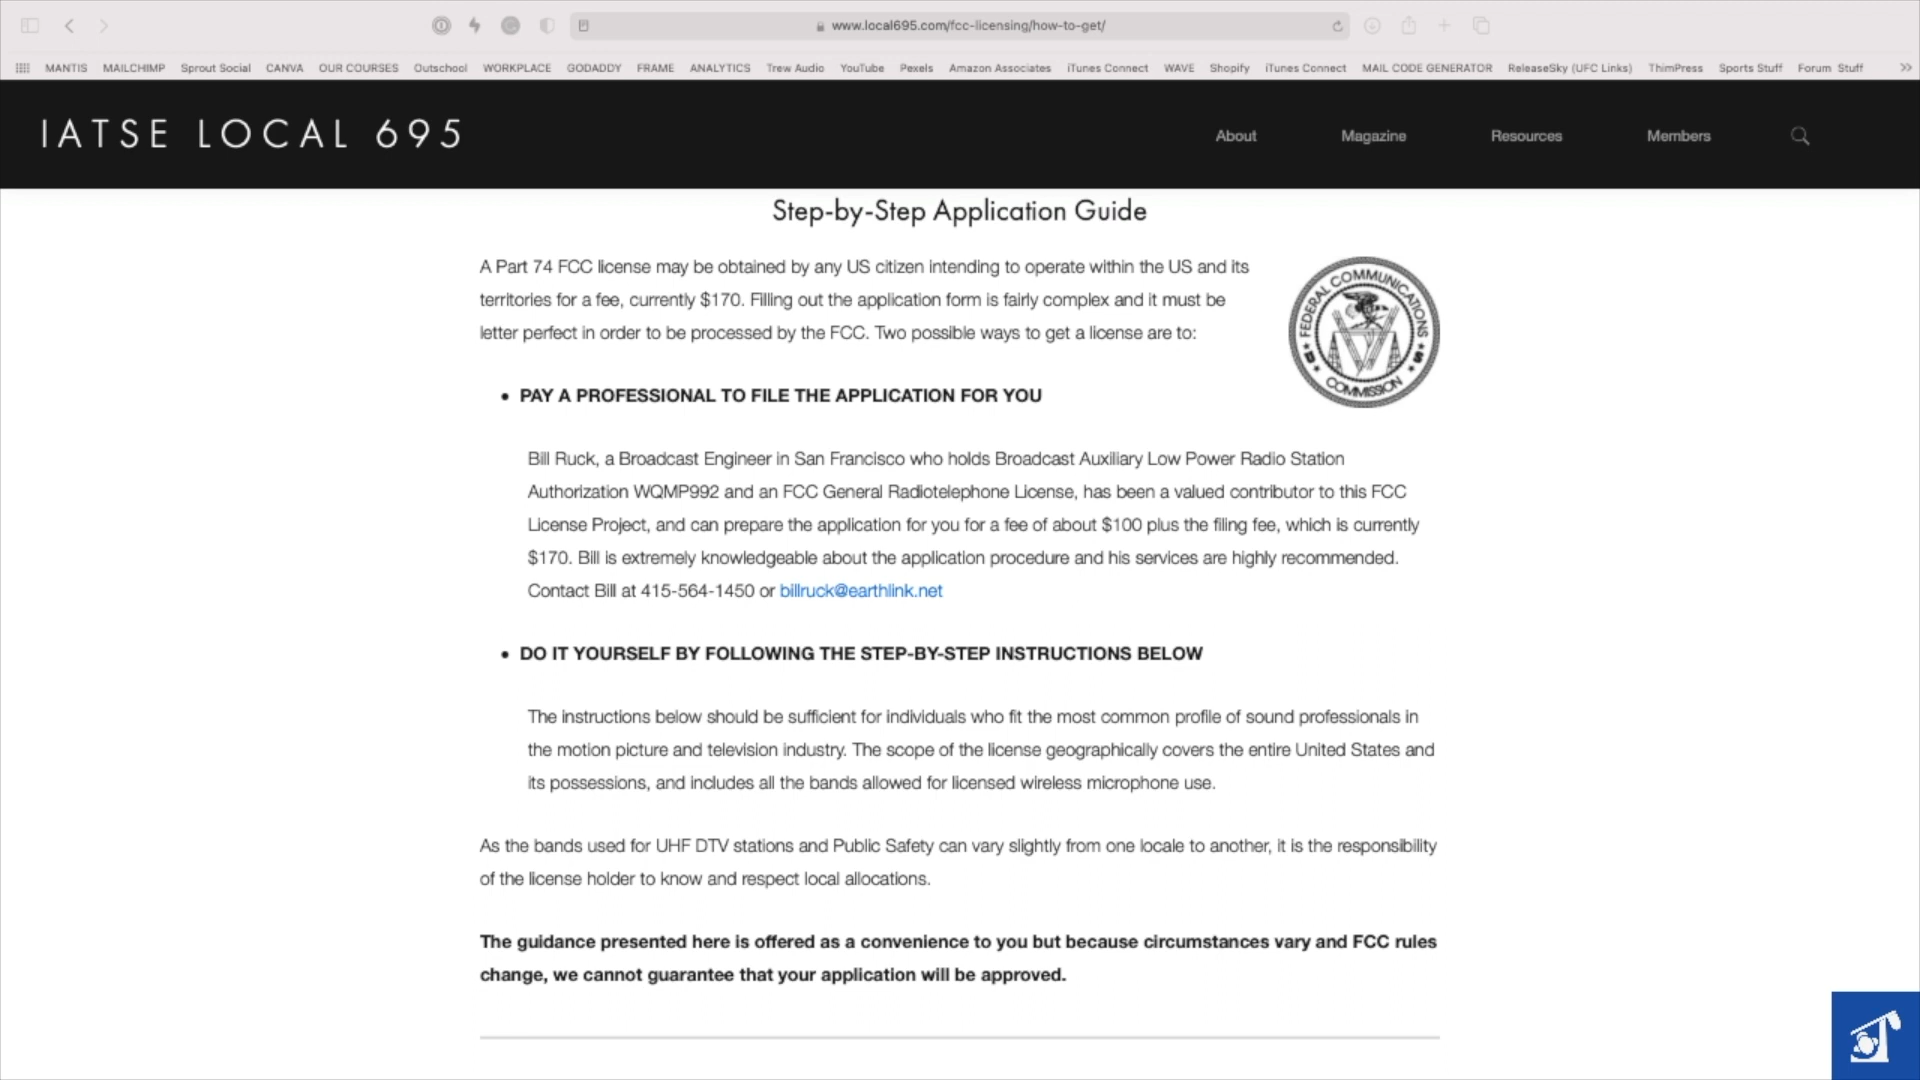 www.local695.com/fcc-licensing/how-to-get/
MANTIS MAILCHIMP Sprout Social CANVA OUR COURSES Outschool WORKPLACE GODADDY FRAME ANALYTICS Trew Audio YouTube Pexels Amazon Associates iTunes Connect WAVE Shopify iTunes Connect MAIL CODE GENERATOR ReleaseSky (UFC Links) ThimPress Sports Stuff Forum Stuff
IATSE LOCAL 695
About Magazine Resources Members
Step-by-Step Application Guide
A Part 74 FCC license may be obtained by any US citizen intending to operate within the US and its
territories for a fee, currently $170. Filling out the application form is fairly complex and it must be
letter perfect in order to be processed by the FCC. Two possible ways to get a license are to:
FEDERAL COMMUNICATIONS
COMMISSION
U S
• PAY A PROFESSIONAL TO FILE THE APPLICATION FOR YOU
Bill Ruck, a Broadcast Engineer in San Francisco who holds Broadcast Auxiliary Low Power Radio Station
Authorization WQMP992 and an FCC General Radiotelephone License, has been a valued contributor to this FCC
License Project, and can prepare the application for you for a fee of about $100 plus the filing fee, which is currently
$170. Bill is extremely knowledgeable about the application procedure and his services are highly recommended.
Contact Bill at 415-564-1450 or billruck@earthlink.net
• DO IT YOURSELF BY FOLLOWING THE STEP-BY-STEP INSTRUCTIONS BELOW
The instructions below should be sufficient for individuals who fit the most common profile of sound professionals in
the motion picture and television industry. The scope of the license geographically covers the entire United States and
its possessions, and includes all the bands allowed for licensed wireless microphone use.
As the bands used for UHF DTV stations and Public Safety can vary slightly from one locale to another, it is the responsibility
of the license holder to know and respect local allocations.
The guidance presented here is offered as a convenience to you but because circumstances vary and FCC rules
change, we cannot guarantee that your application will be approved.